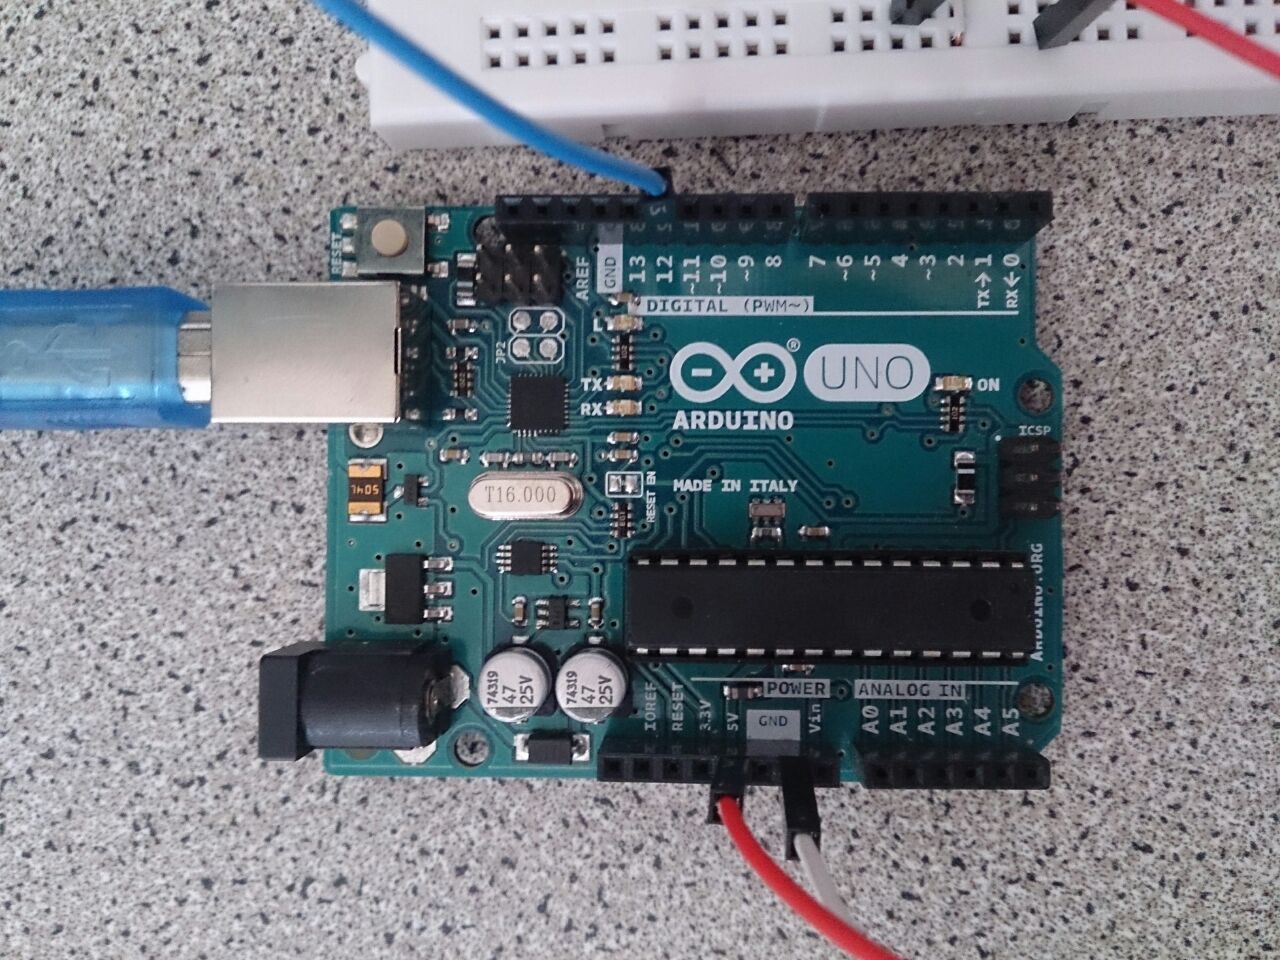 RESET
AREF
GND
13
12
~11
~10
~9
8
7
~6
~5
4
~3
2
TX→1
RX←0
DIGITAL (PWM~)
JP2
L
TX
RX
ARDUINO
®
UNO
ON
ICSP
MADE IN ITALY
RESET EN
T16.000
504L
ARDUINO.ORG
74319
47
25V
74319
47
25V
IOREF
RESET
3.3V
5V
GND
Vin
POWER
ANALOG IN
A0
A1
A2
A3
A4
A5